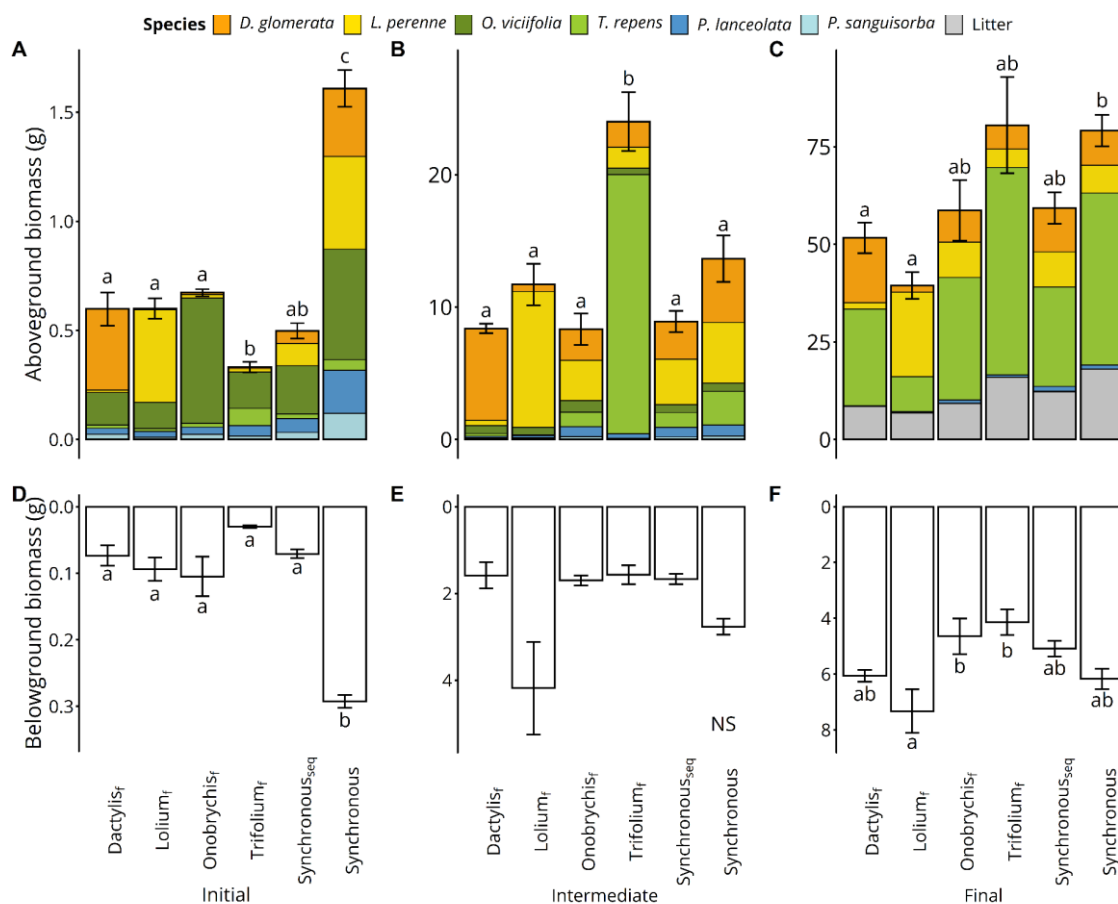 Species D. glomerata L. perenne O. viciifolia T. repens P. lanceolata P. sanguisorba Litter
A
Aboveground biomass (g)
1.5
1.0
0.5
0.0
a a a b ab c
B
20
10
0
a a a b a a
C
75
50
25
0
a a ab ab ab b
D
Belowground biomass (g)
0.0
0.1
0.2
0.3
a a a a a b
E
0
2
4
NS
F
0
2
4
6
8
ab a b b ab ab
Dactylisf
Loliumf
Onobrychisf
Trifoliumf
Synchronousseq
Synchronous
Initial
Dactylisf
Loliumf
Onobrychisf
Trifoliumf
Synchronousseq
Synchronous
Intermediate
Dactylisf
Loliumf
Onobrychisf
Trifoliumf
Synchronousseq
Synchronous
Final